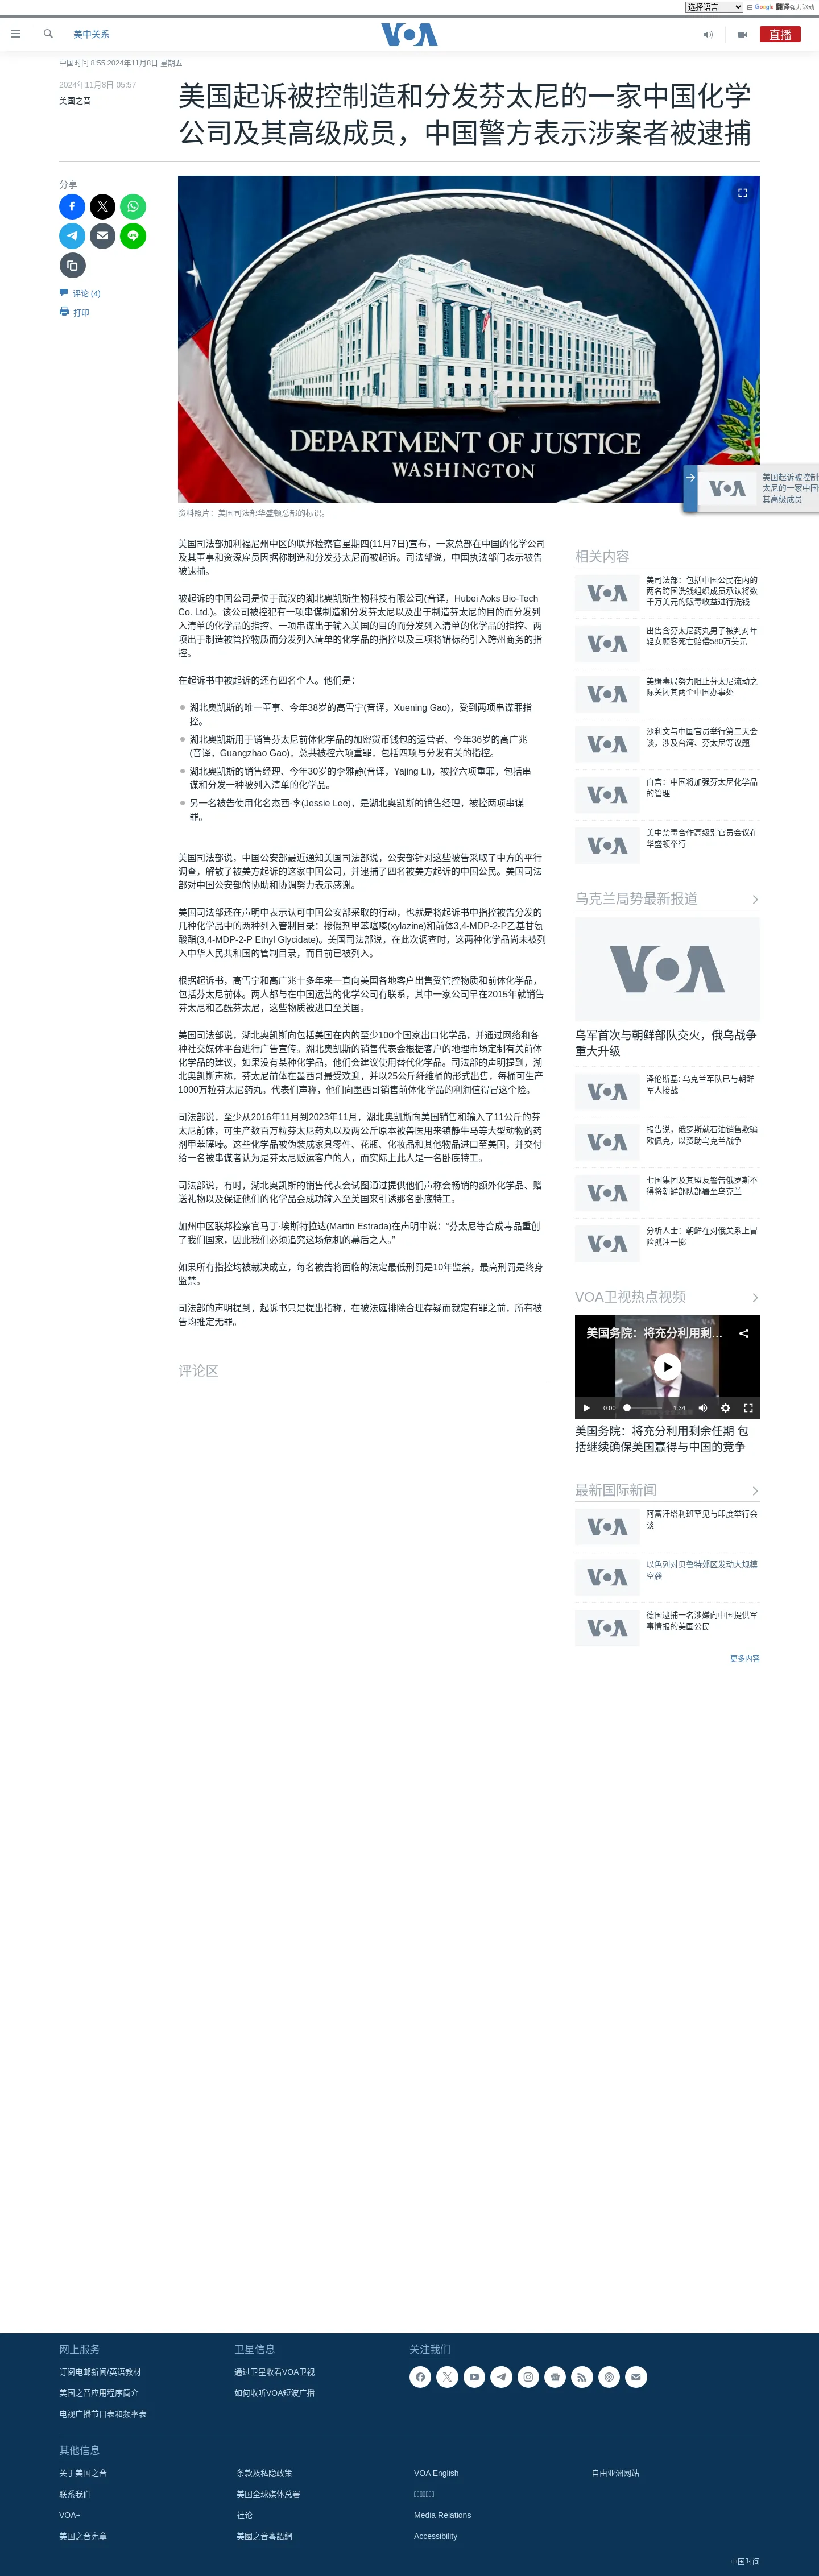 选择语言
由 Google 翻译强力驱动
美中关系
VOA
直播
中国时间 8:55 2024年11月8日 星期五
2024年11月8日 05:57
美国之音
美国起诉被控制造和分发芬太尼的一家中国化学
公司及其高级成员，中国警方表示涉案者被逮捕
分享
评论 (4)
打印
DEPARTMENT OF JUSTICE
WASHINGTON
资料照片：美国司法部华盛顿总部的标识。
VOA
美国起诉被控制
太尼的一家中国
其高级成员
美国司法部加利福尼州中区的联邦检察官星期四(11月7日)宣布，一家总部在中国的化学公司
及其董事和资深雇员因据称制造和分发芬太尼而被起诉。司法部说，中国执法部门表示被告
被逮捕。
被起诉的中国公司是位于武汉的湖北奥凯斯生物科技有限公司(音译，Hubei Aoks Bio-Tech
Co. Ltd.)。该公司被控犯有一项串谋制造和分发芬太尼以及出于制造芬太尼的目的而分发列
入清单的化学品的指控、一项串谋出于输入美国的目的而分发列入清单的化学品的指控、两
项出于制造被管控物质而分发列入清单的化学品的指控以及三项将错标药引入跨州商务的指
控。
在起诉书中被起诉的还有四名个人。他们是：
湖北奥凯斯的唯一董事、今年38岁的高雪宁(音译，Xuening Gao)，受到两项串谋罪指
控。
湖北奥凯斯用于销售芬太尼前体化学品的加密货币钱包的运营者、今年36岁的高广兆
(音译，Guangzhao Gao)，总共被控六项重罪，包括四项与分发有关的指控。
湖北奥凯斯的销售经理、今年30岁的李雅静(音译，Yajing Li)，被控六项重罪，包括串
谋和分发一种被列入清单的化学品。
另一名被告使用化名杰西·李(Jessie Lee)，是湖北奥凯斯的销售经理，被控两项串谋
罪。
美国司法部说，中国公安部最近通知美国司法部说，公安部针对这些被告采取了中方的平行
调查，解散了被美方起诉的这家中国公司，并逮捕了四名被美方起诉的中国公民。美国司法
部对中国公安部的协助和协调努力表示感谢。
美国司法部还在声明中表示认可中国公安部采取的行动，也就是将起诉书中指控被告分发的
几种化学品中的两种列入管制目录：掺假剂甲苯噻嗪(xylazine)和前体3,4-MDP-2-P乙基甘氨
酸酯(3,4-MDP-2-P Ethyl Glycidate)。美国司法部说，在此次调查时，这两种化学品尚未被列
入中华人民共和国的管制目录，而目前已被列入。
根据起诉书，高雪宁和高广兆十多年来一直向美国各地客户出售受管控物质和前体化学品，
包括芬太尼前体。两人都与在中国运营的化学公司有联系，其中一家公司早在2015年就销售
芬太尼和乙酰芬太尼，这些物质被进口至美国。
美国司法部说，湖北奥凯斯向包括美国在内的至少100个国家出口化学品，并通过网络和各
种社交媒体平台进行广告宣传。湖北奥凯斯的销售代表会根据客户的地理市场定制有关前体
化学品的建议，如果没有某种化学品，他们会建议使用替代化学品。司法部的声明提到，湖
北奥凯斯声称，芬太尼前体在墨西哥最受欢迎，并以25公斤纤维桶的形式出售，每桶可生产
1000万粒芬太尼药丸。代表们声称，他们向墨西哥销售前体化学品的利润值得冒这个险。
司法部说，至少从2016年11月到2023年11月，湖北奥凯斯向美国销售和输入了11公斤的芬
太尼前体，可生产数百万粒芬太尼药丸以及两公斤原本被兽医用来镇静牛马等大型动物的药
剂甲苯噻嗪。这些化学品被伪装成家具零件、花瓶、化妆品和其他物品进口至美国，并交付
给一名被串谋者认为是芬太尼贩运客户的人，而实际上此人是一名卧底特工。
司法部说，有时，湖北奥凯斯的销售代表会试图通过提供他们声称会畅销的额外化学品、赠
送礼物以及保证他们的化学品会成功输入至美国来引诱那名卧底特工。
加州中区联邦检察官马丁·埃斯特拉达(Martin Estrada)在声明中说：“芬太尼等合成毒品重创
了我们国家，因此我们必须追究这场危机的幕后之人。”
如果所有指控均被裁决成立，每名被告将面临的法定最低刑罚是10年监禁，最高刑罚是终身
监禁。
司法部的声明提到，起诉书只是提出指称，在被法庭排除合理存疑而裁定有罪之前，所有被
告均推定无罪。
评论区
相关内容
VOA
美司法部：包括中国公民在内的
两名跨国洗钱组织成员承认将数
千万美元的贩毒收益进行洗钱
VOA
出售含芬太尼药丸男子被判对年
轻女顾客死亡赔偿580万美元
VOA
美缉毒局努力阻止芬太尼流动之
际关闭其两个中国办事处
VOA
沙利文与中国官员举行第二天会
谈，涉及台湾、芬太尼等议题
VOA
白宫：中国将加强芬太尼化学品
的管理
VOA
美中禁毒合作高级别官员会议在
华盛顿举行
乌克兰局势最新报道
VOA
乌军首次与朝鲜部队交火，俄乌战争
重大升级
VOA
泽伦斯基: 乌克兰军队已与朝鲜
军人接战
VOA
报告说，俄罗斯就石油销售欺骗
欧佩克，以资助乌克兰战争
VOA
七国集团及其盟友警告俄罗斯不
得将朝鲜部队部署至乌克兰
VOA
分析人士：朝鲜在对俄关系上冒
险孤注一掷
VOA卫视热点视频
美国务院：将充分利用剩...
0:00
1:34
美国务院：将充分利用剩余任期 包
括继续确保美国赢得与中国的竞争
最新国际新闻
VOA
阿富汗塔利班罕见与印度举行会
谈
VOA
以色列对贝鲁特郊区发动大规模
空袭
VOA
德国逮捕一名涉嫌向中国提供军
事情报的美国公民
更多内容
网上服务
订阅电邮新闻/英语教材
美国之音应用程序简介
电视广播节目表和频率表
卫星信息
通过卫星收看VOA卫视
如何收听VOA短波广播
关注我们
其他信息
关于美国之音
联系我们
VOA+
美国之音宪章
条款及私隐政策
美国全球媒体总署
社论
美國之音粵語網
VOA English
Media Relations
Accessibility
自由亚洲网站
中国时间